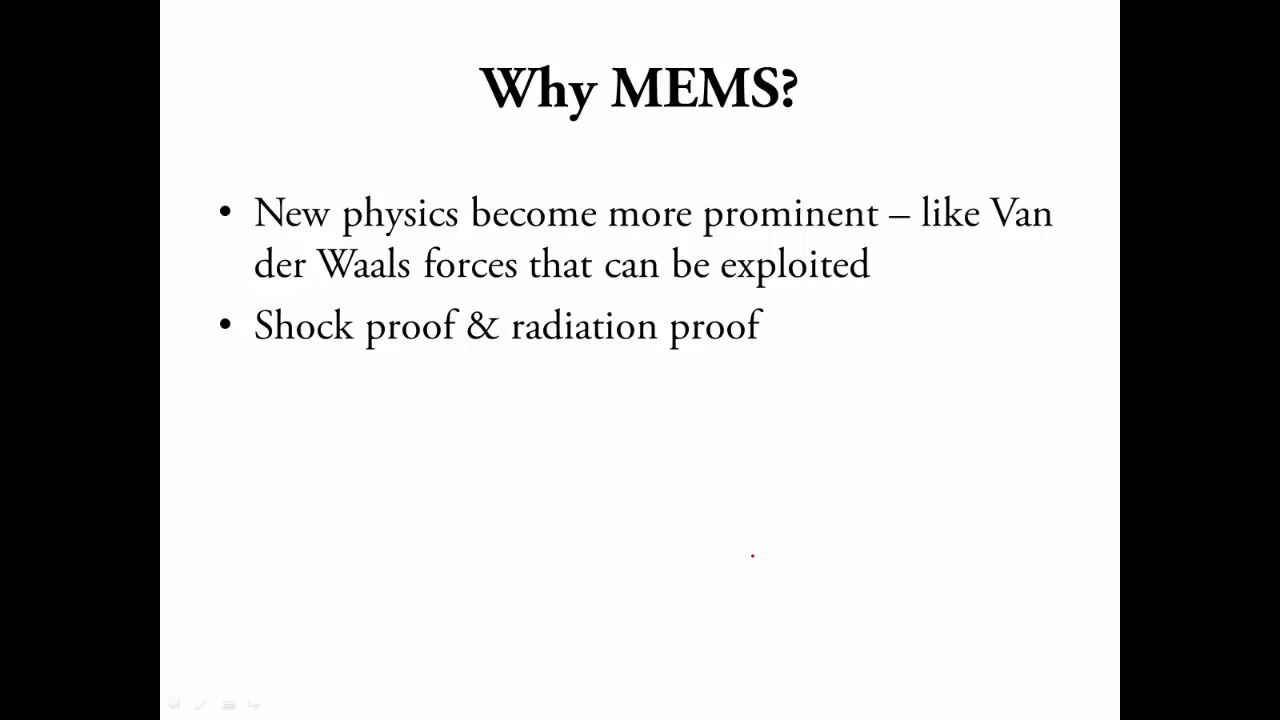 Why MEMS?
• New physics become more prominent – like Van
der Waals forces that can be exploited
• Shock proof & radiation proof